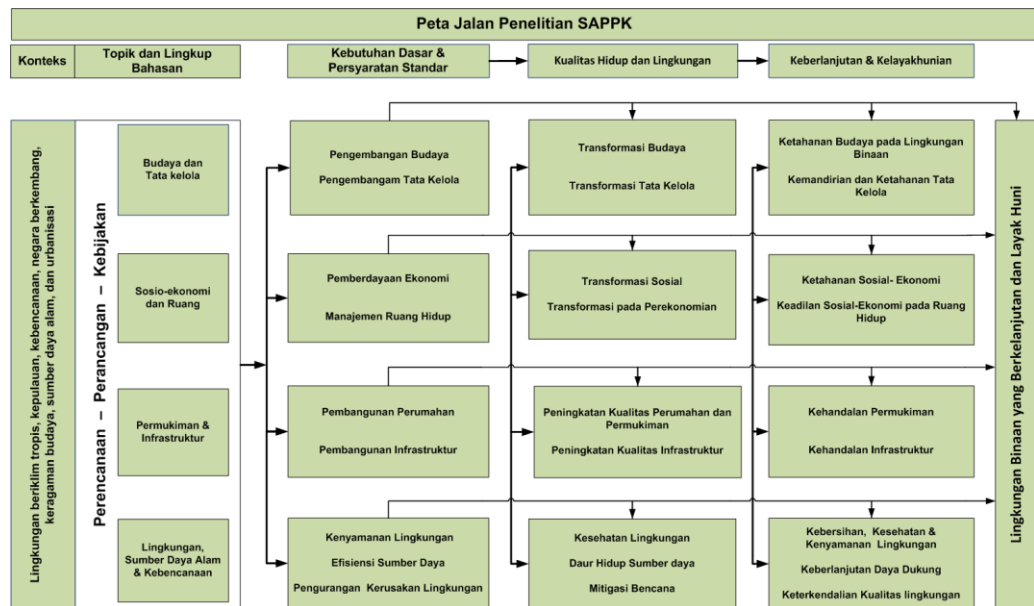 Peta Jalan Penelitian SAPPK
Konteks
Topik dan Lingkup
Bahasan
Kebutuhan Dasar &
Persyaratan Standar
Kualitas Hidup dan Lingkungan
Keberlanjutan & Kelayakhunian
Lingkungan beriklim tropis, kepulauan, kebencanaan, negara berkembang,
keragaman budaya, sumber daya alam, dan urbanisasi
Perencanaan – Perancangan – Kebijakan
Budaya dan
Tata kelola
Pengembangan Budaya
Pengembangam Tata Kelola
Transformasi Budaya
Transformasi Tata Kelola
Ketahanan Budaya pada Lingkungan
Binaan
Kemandirian dan Ketahanan Tata
Kelola
Sosio-ekonomi
dan Ruang
Pemberdayaan Ekonomi
Manajemen Ruang Hidup
Transformasi Sosial
Transformasi pada Perekonomian
Ketahanan Sosial- Ekonomi
Keadilan Sosial-Ekonomi pada Ruang
Hidup
Permukiman &
Infrastruktur
Pembangunan Perumahan
Pembangunan Infrastruktur
Peningkatan Kualitas Perumahan dan
Permukiman
Peningkatan Kualitas Infrastruktur
Kehandalan Permukiman
Kehandalan Infrastruktur
Lingkungan,
Sumber Daya Alam
& Kebencanaan
Kenyamanan Lingkungan
Efisiensi Sumber Daya
Pengurangan Kerusakan Lingkungan
Kesehatan Lingkungan
Daur Hidup Sumber daya
Mitigasi Bencana
Kebersihan, Kesehatan &
Kenyamanan Lingkungan
Keberlanjutan Daya Dukung
Keterkendalian Kualitas lingkungan
Lingkungan Binaan yang Berkelanjutan dan Layak Huni